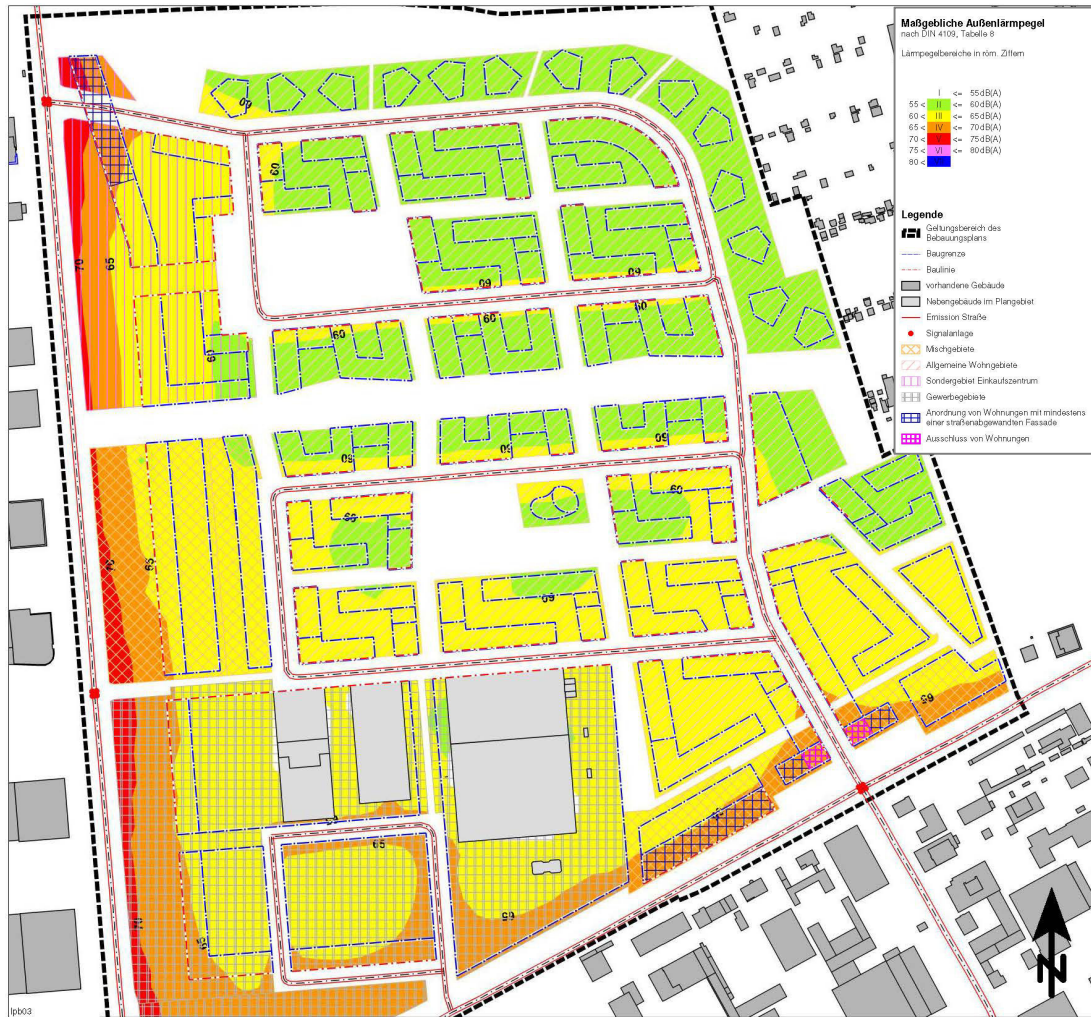 Maßgebliche Außenlärmpegel
nach DIN 4109, Tabelle 8
Lärmpegelbereiche in röm. Ziffern
I <= 55dB(A)
55 < II <= 60dB(A)
60 < III <= 65dB(A)
65 < IV <= 70dB(A)
70 < V <= 75dB(A)
75 < VI <= 80dB(A)
80 <
Legende
Geltungsbereich des
Bebauungsplans
Baugrenze
Baulinie
vorhandene Gebäude
Nebengebäude im Plangebiet
Emission Straße
Signalanlage
Mischgebiete
Allgemeine Wohngebiete
Sondergebiet Einkaufszentrum
Gewerbegebiete
Anordnung von Wohnungen mit mindestens
einer straßenabgewandten Fassade
Ausschluss von Wohnungen
60
60
70
65
60
60
60
60
60
60
60
60
60
60
60
70
65
60
65
65
65
70
65
65
N
lpb03